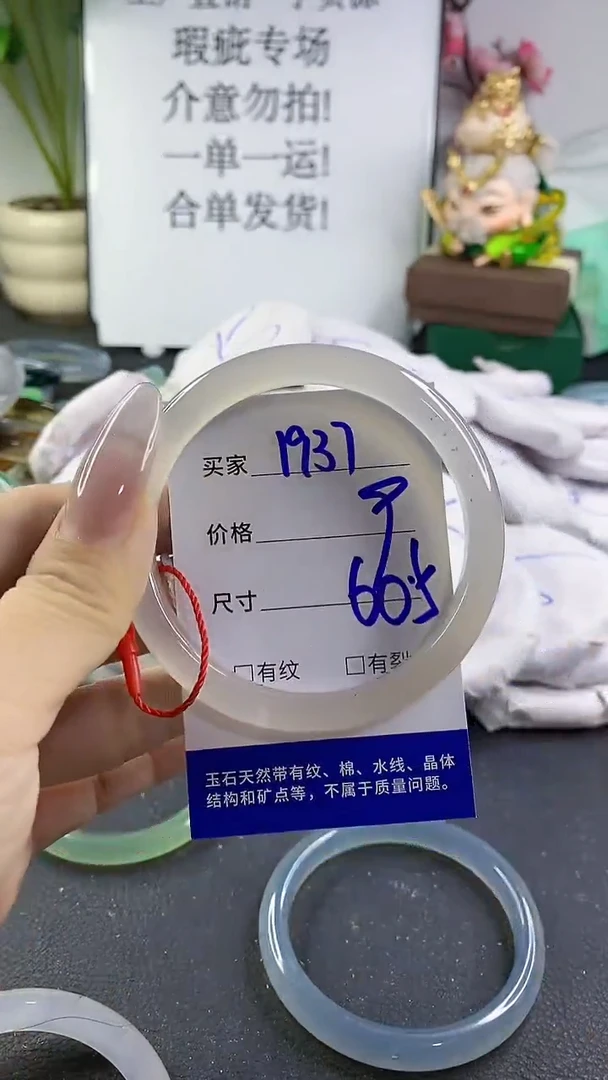 瑕疵专场
介意勿拍!
一单一运!
合单发货!
买家 1937
价格
尺寸 60.5
□有纹 □有裂
玉石天然带有纹、棉、水线、晶体
结构和矿点等，不属于质量问题。